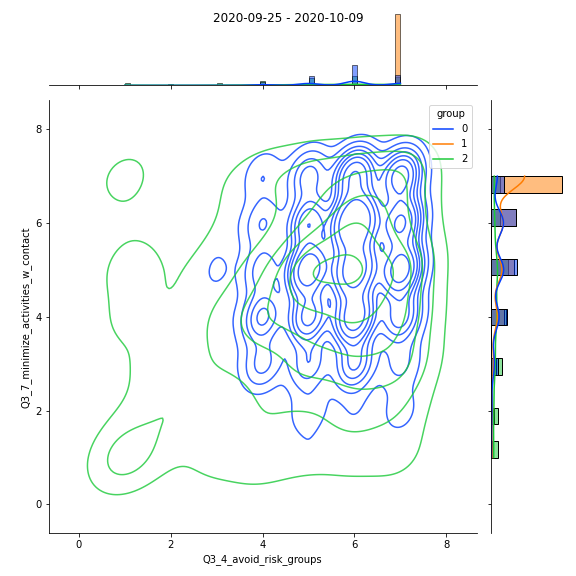 2020-09-25 - 2020-10-09
group
0
1
2
8
6
4
2
0
Q3_7_minimize_activities_w_contact
0 2 4 6 8
Q3_4_avoid_risk_groups